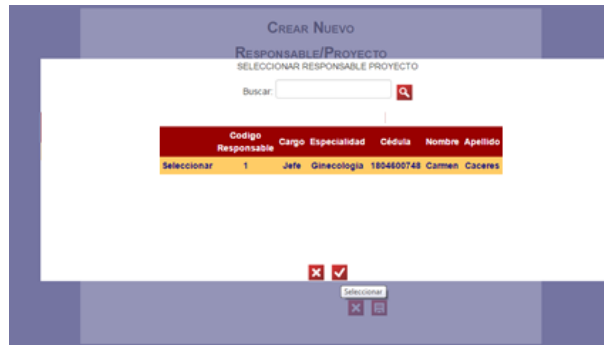 CREAR NUEVO
RESPONSABLE/PROYECTO
SELECCIONAR RESPONSABLE PROYECTO
Buscar:
Codigo Responsable Cargo Especialidad Cédula Nombre Apellido
Seleccionar 1 Jefe Ginecologia 1804600748 Carmen Caceres
Seleccionar